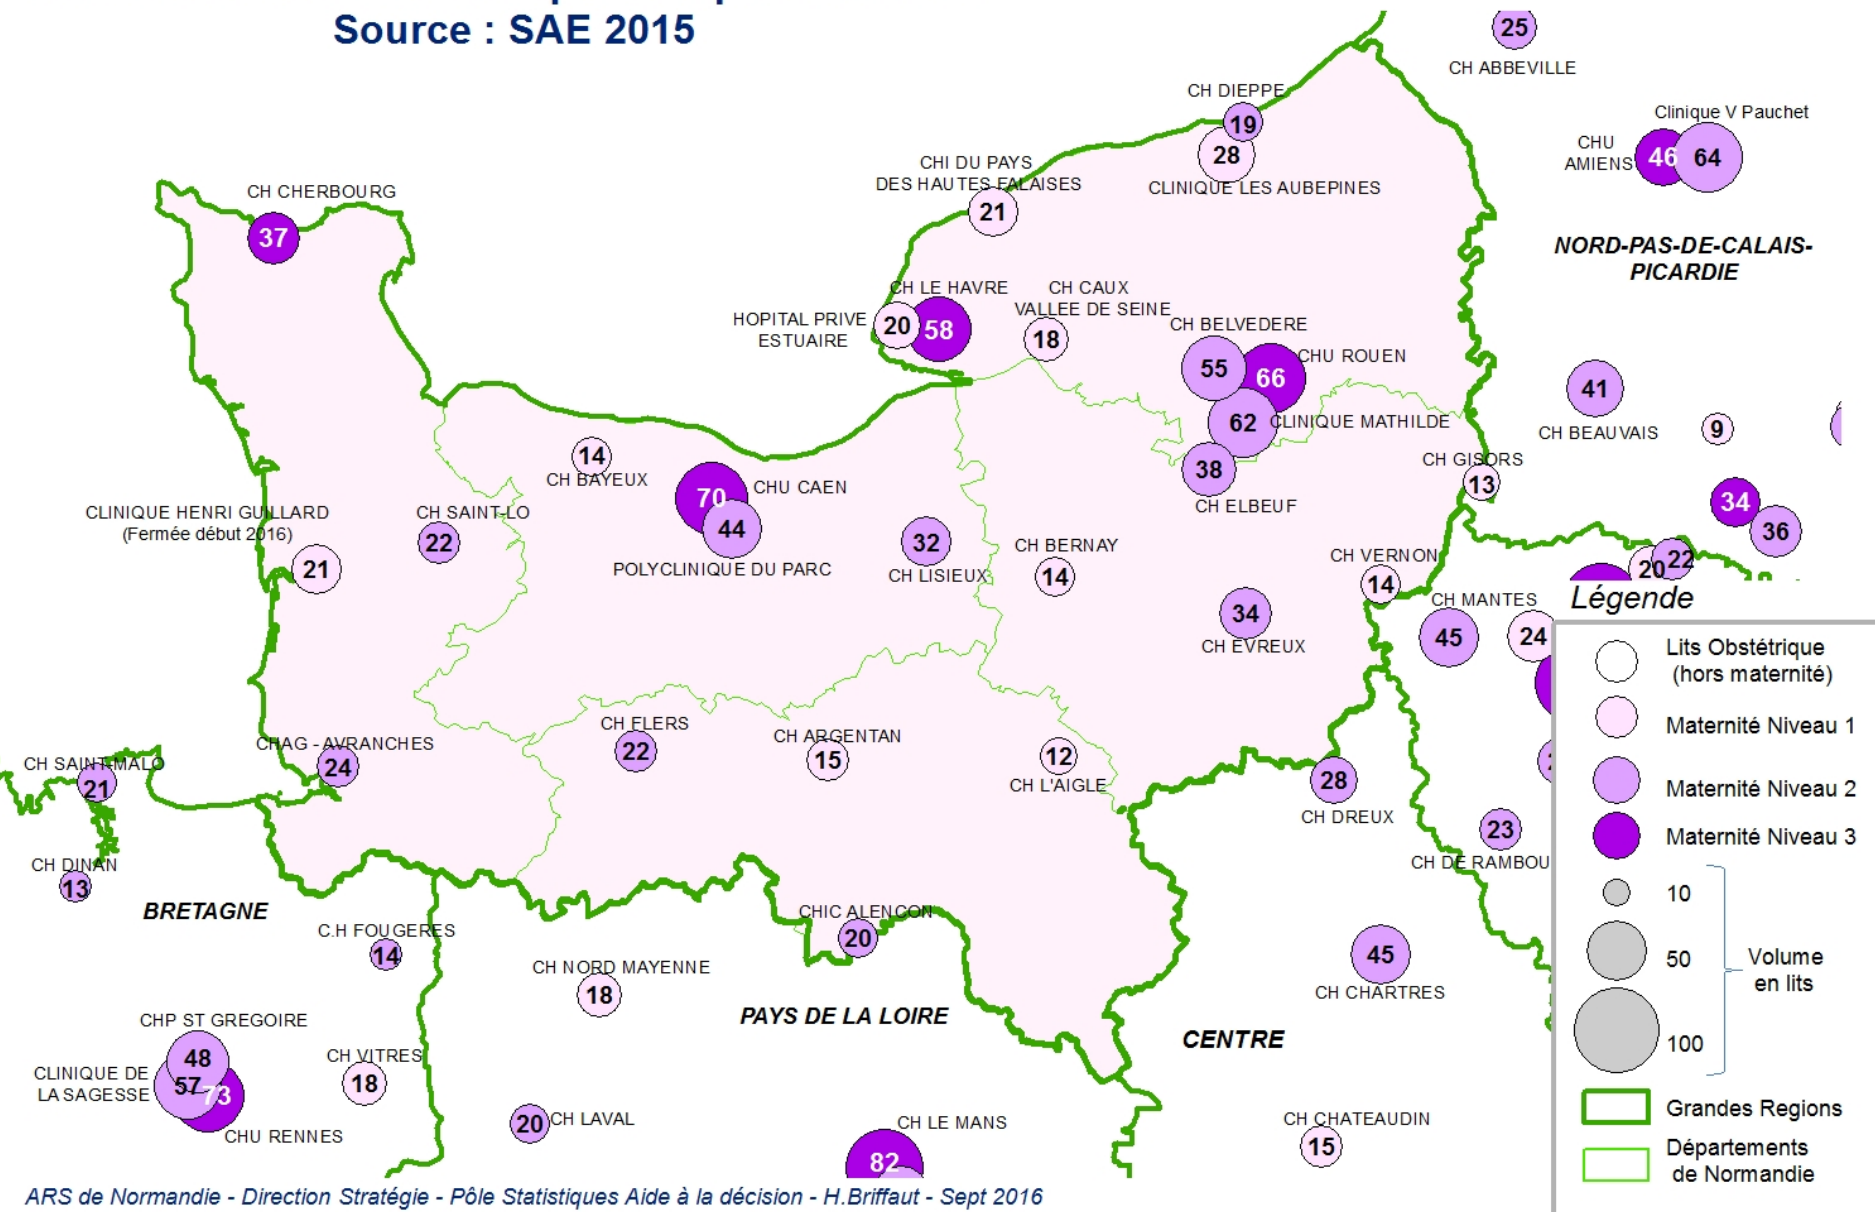 Source : SAE 2015
25
CH ABBEVILLE
CH DIEPPE
19
28
CLINIQUE LES AUBEPINES
Clinique V Pauchet
CHU
AMIENS
46
64
CHI DU PAYS
DES HAUTES FALAISES
21
CH CHERBOURG
37
NORD-PAS-DE-CALAIS-
PICARDIE
CH LE HAVRE
HOPITAL PRIVE
ESTUAIRE
20
58
CH CAUX
VALLEE DE SEINE
18
CH BELVEDERE
55
CHU ROUEN
66
62
CLINIQUE MATHILDE
38
CH ELBEUF
41
CH BEAUVAIS
9
CH GISORS
13
34
36
14
CH BAYEUX
70
CHU CAEN
44
POLYCLINIQUE DU PARC
CLINIQUE HENRI GUILLARD
(Fermée début 2016)
21
CH SAINT-LO
22
32
CH LISIEUX
CH BERNAY
14
CH VERNON
14
20
22
34
CH EVREUX
CH MANTES
45
24
CH FLERS
22
CH ARGENTAN
15
12
CH L'AIGLE
CHAG - AVRANCHES
24
CH SAINT-MALO
21
28
CH DREUX
23
CH DE RAMBOU
CH DINAN
13
BRETAGNE
C.H FOUGERES
14
CHIC ALENCON
20
CH NORD MAYENNE
18
PAYS DE LA LOIRE
45
CH CHARTRES
CENTRE
CHP ST GREGOIRE
48
CLINIQUE DE
LA SAGESSE
57
73
CHU RENNES
CH VITRES
18
20
CH LAVAL
CH LE MANS
82
CH CHATEAUDIN
15
Légende
Lits Obstétrique
(hors maternité)
Maternité Niveau 1
Maternité Niveau 2
Maternité Niveau 3
10
50
100
Volume
en lits
Grandes Regions
Départements
de Normandie
ARS de Normandie - Direction Stratégie - Pôle Statistiques Aide à la décision - H.Briffaut - Sept 2016